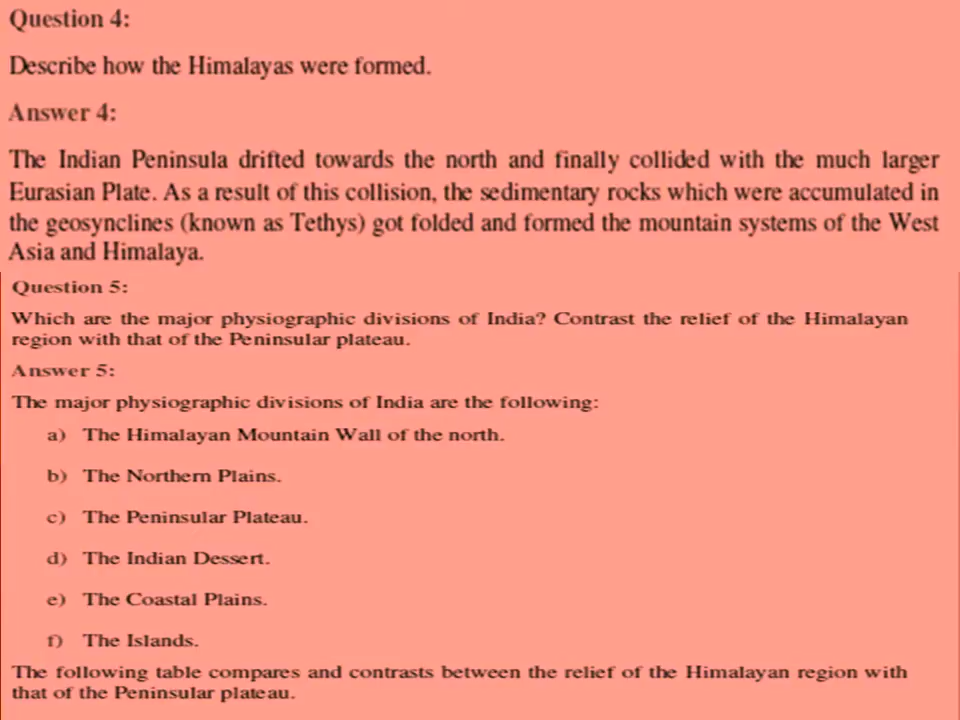 Question 4:
Describe how the Himalayas were formed.
Answer 4:
The Indian Peninsula drifted towards the north and finally collided with the much larger
Eurasian Plate. As a result of this collision, the sedimentary rocks which were accumulated in
the geosynclines (known as Tethys) got folded and formed the mountain systems of the West
Asia and Himalaya.
Question 5:
Which are the major physiographic divisions of India? Contrast the relief of the Himalayan
region with that of the Peninsular plateau.
Answer 5:
The major physiographic divisions of India are the following:
a) The Himalayan Mountain Wall of the north.
b) The Northern Plains.
c) The Peninsular Plateau.
d) The Indian Dessert.
e) The Coastal Plains.
f) The Islands.
The following table compares and contrasts between the relief of the Himalayan region with
that of the Peninsular plateau.